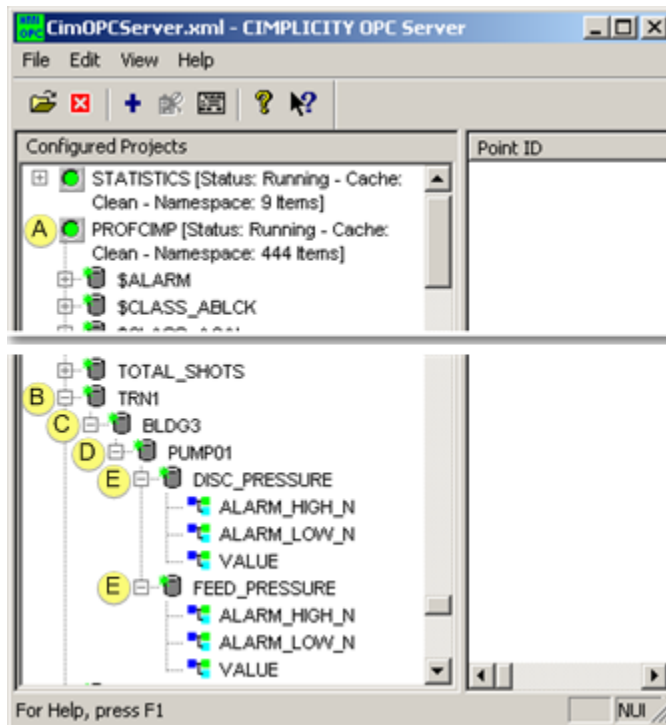 CimOPCServer.xml - CIMPLICITY OPC Server
File Edit View Help
Configured Projects
Point ID
STATISTICS [Status: Running - Cache:
Clean - Namespace: 9 Items]
A PROFCIMP [Status: Running - Cache:
Clean - Namespace: 444 Items]
$ALARM
$CLASS_ABLCK
TOTAL_SHOTS
B TRN1
C BLDG3
D PUMP01
E DISC_PRESSURE
ALARM_HIGH_N
ALARM_LOW_N
VALUE
E FEED_PRESSURE
ALARM_HIGH_N
ALARM_LOW_N
VALUE
For Help, press F1
NUI